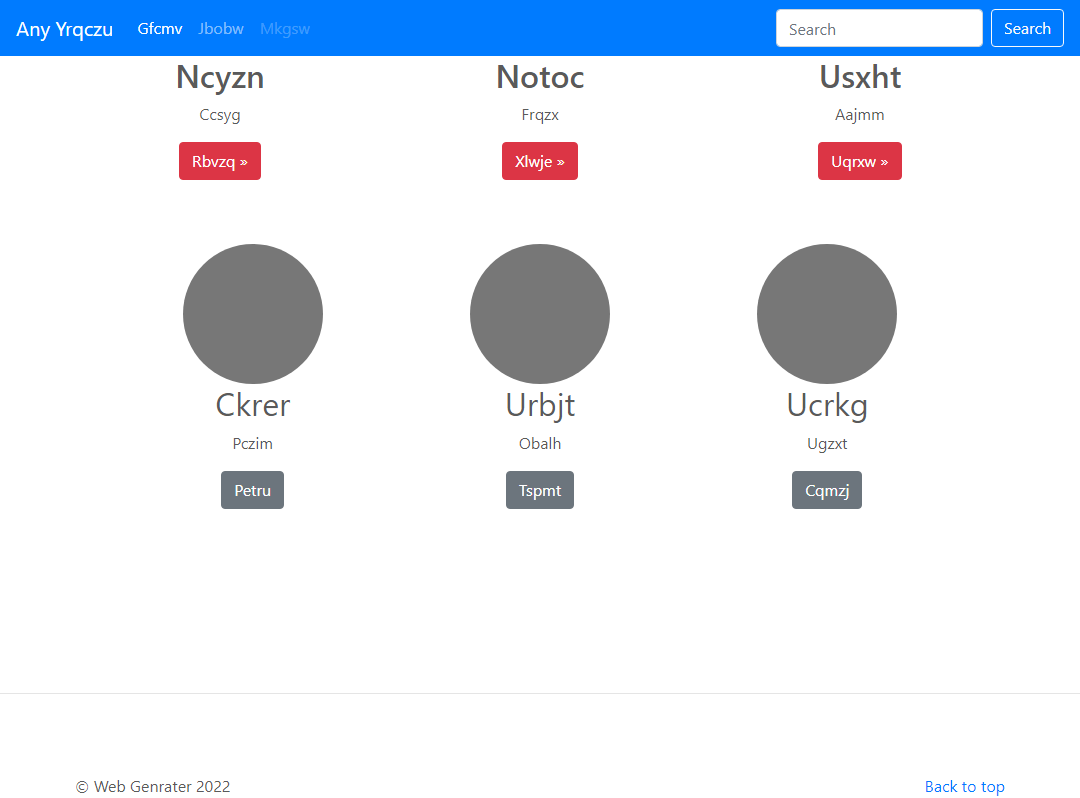 Any Yrqczu Gfcmv Jbobw Mkgsw Search Search
Ncyzn Notoc Usxht
Ccsyg Frqzx Aajmm
Rbvzq » Xlwje » Uqrxw »
Ckrer Urbjt Ucrkg
Pczim Obalh Ugzxt
Petru Tspmt Cqmzj
© Web Genrater 2022 Back to top